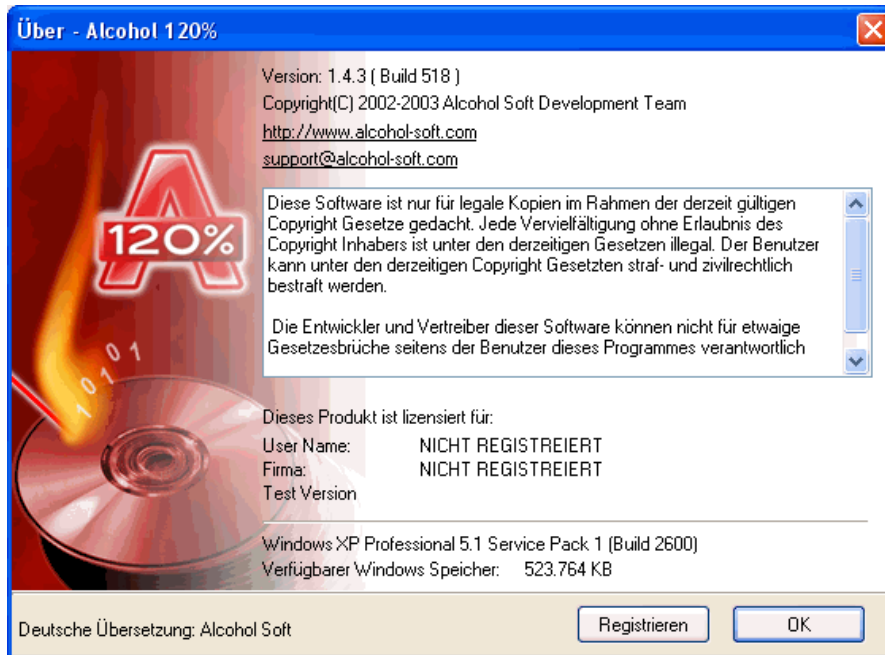 Über - Alcohol 120%
Version: 1.4.3 ( Build 518 )
Copyright(C) 2002-2003 Alcohol Soft Development Team
http://www.alcohol-soft.com
support@alcohol-soft.com
A
120%
Diese Software ist nur für legale Kopien im Rahmen der derzeit gültigen
Copyright Gesetze gedacht. Jede Vervielfältigung ohne Erlaubnis des
Copyright Inhabers ist unter den derzeitigen Gesetzen illegal. Der Benutzer
kann unter den derzeitigen Copyright Gesetzten straf- und zivilrechtlich
bestraft werden.
Die Entwickler und Vertreiber dieser Software können nicht für etwaige
Gesetzesbrüche seitens der Benutzer dieses Programmes verantwortlich
1 0 1 0 1 0 1
Dieses Produkt ist lizensiert für:
User Name: NICHT REGISTREIERT
Firma: NICHT REGISTREIERT
Test Version
Windows XP Professional 5.1 Service Pack 1 (Build 2600)
Verfügbarer Windows Speicher: 523.764 KB
Deutsche Übersetzung: Alcohol Soft
Registrieren
OK